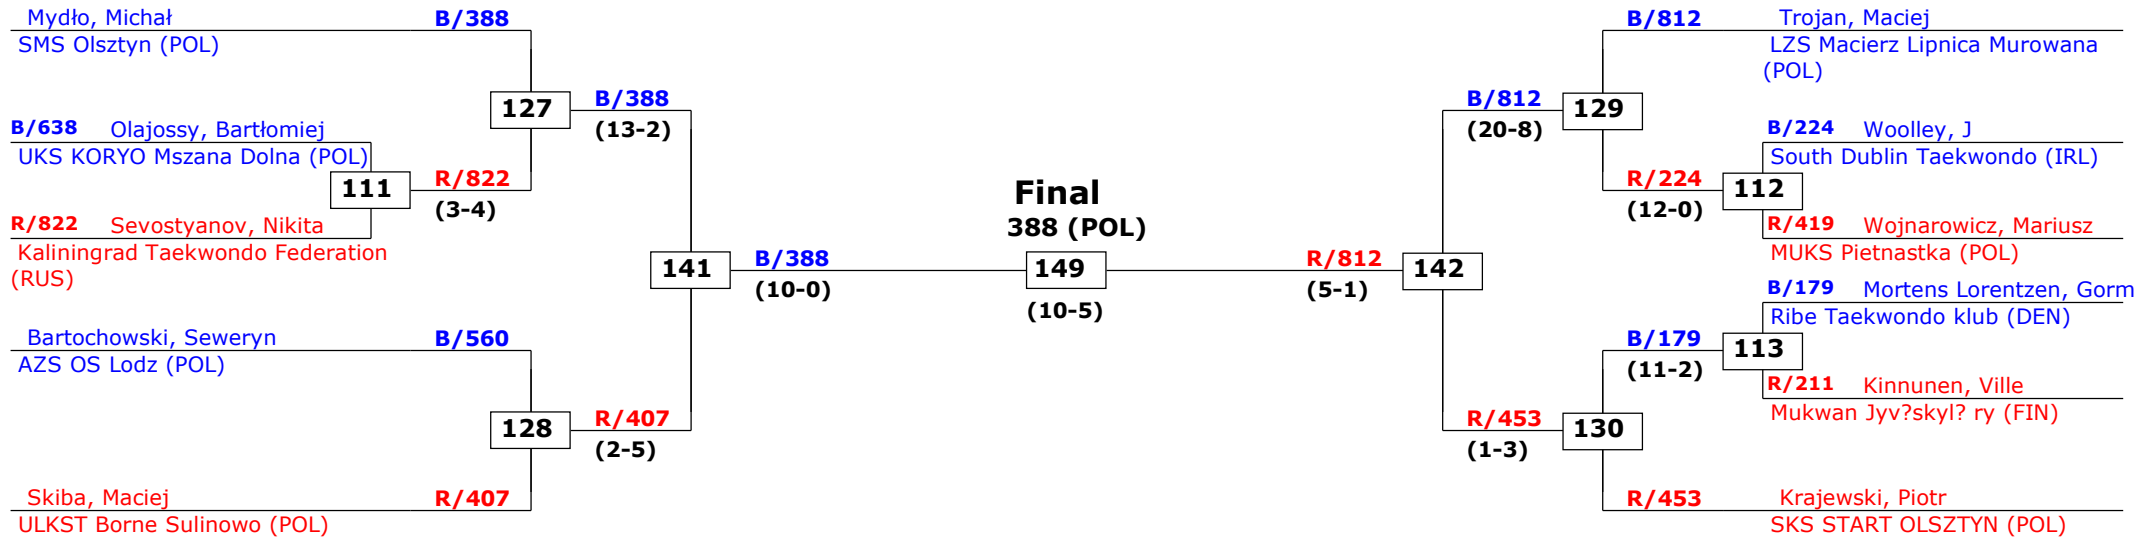 Mydło, Michał
B/388
SMS Olsztyn (POL)
127
B/388
(13-2)
B/638 Olajossy, Bartłomiej
UKS KORYO Mszana Dolna (POL)
111
R/822
(3-4)
R/822 Sevostyanov, Nikita
Kaliningrad Taekwondo Federation
(RUS)
141
B/388
(10-0)
Bartochowski, Seweryn
B/560
AZS OS Lodz (POL)
128
R/407
(2-5)
Skiba, Maciej
R/407
ULKST Borne Sulinowo (POL)
Final
388 (POL)
149
(10-5)
B/812
Trojan, Maciej
LZS Macierz Lipnica Murowana
(POL)
B/812
(20-8)
129
B/224 Woolley, J
South Dublin Taekwondo (IRL)
R/224
(12-0)
112
R/419 Wojnarowicz, Mariusz
MUKS Pietnastka (POL)
R/812
(5-1)
142
B/179 Mortens Lorentzen, Gorm
Ribe Taekwondo klub (DEN)
B/179
(11-2)
113
R/211 Kinnunen, Ville
Mukwan Jyv?skyl? ry (FIN)
R/453
(1-3)
130
R/453
Krajewski, Piotr
SKS START OLSZTYN (POL)